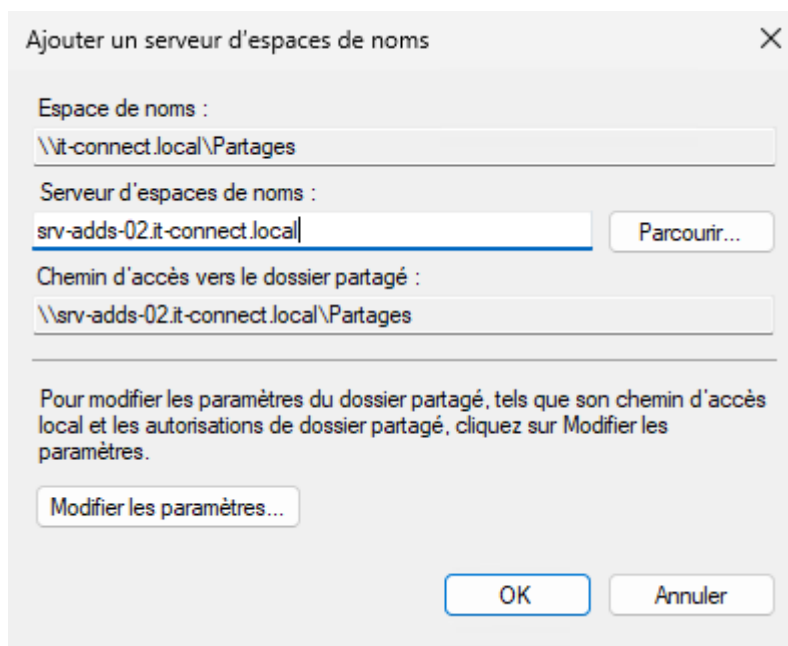 Ajouter un serveur d'espaces de noms
Espace de noms :
\\it-connect.local\Partages
Serveur d'espaces de noms :
srv-adds-02.it-connect.local
Parcourir...
Chemin d'accès vers le dossier partagé :
\\srv-adds-02.it-connect.local\Partages
Pour modifier les paramètres du dossier partagé, tels que son chemin d'accès
local et les autorisations de dossier partagé, cliquez sur Modifier les
paramètres.
Modifier les paramètres...
OK
Annuler